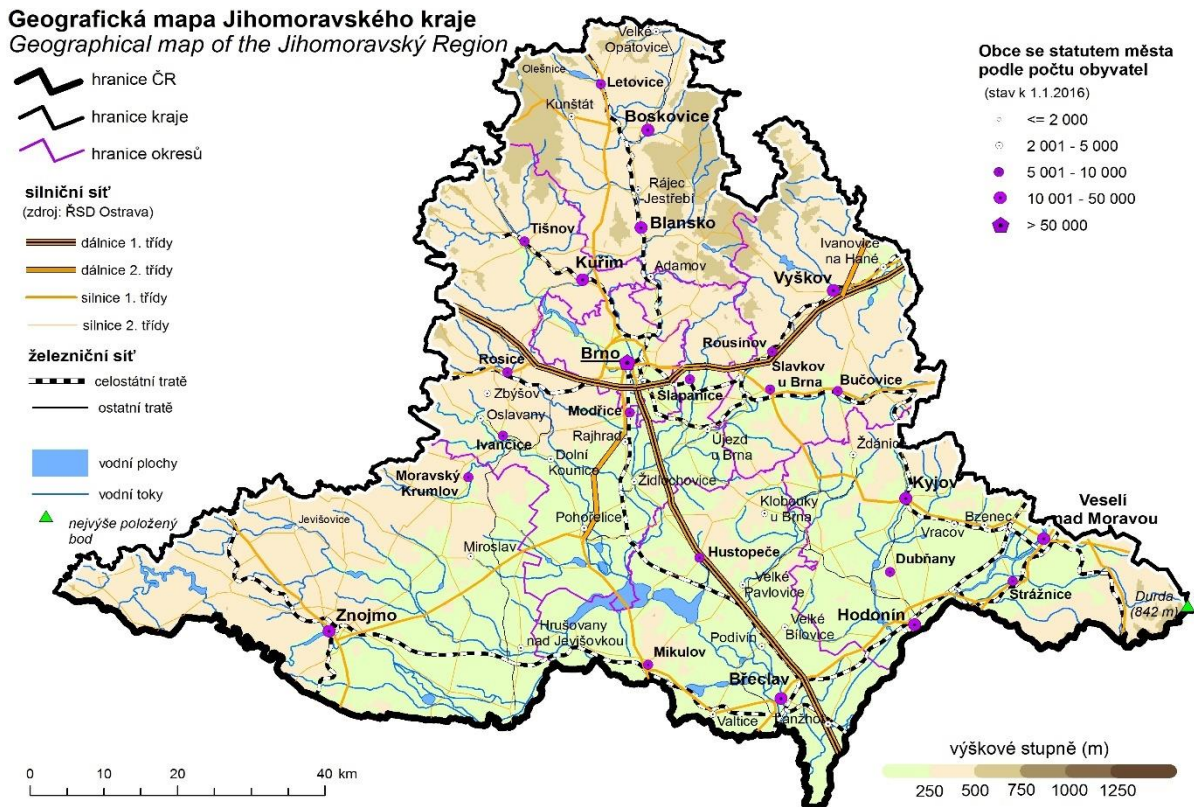 Geografická mapa Jihomoravského kraje
Geographical map of the Jihomoravský Region
hranice ČR
hranice kraje
hranice okresů
silniční síť
(zdroj: ŘSD Ostrava)
dálnice 1. třídy
dálnice 2. třídy
silnice 1. třídy
silnice 2. třídy
železniční síť
celostátní tratě
ostatní tratě
vodní plochy
vodní toky
nejvýše položený
bod
Obce se statutem města
podle počtu obyvatel
(stav k 1.1.2016)
<= 2 000
2 001 - 5 000
5 001 - 10 000
10 001 - 50 000
> 50 000
Velké
Opatovice
Olešnice
Letovice
Kunštát
Boskovice
Rájec
Jestřebí
Blansko
Tišnov
Kuřim
Adamov
Ivanovice
na Hané
Vyškov
Rousínov
Brno
Rosice
Slavkov
u Brna
Bučovice
Šlapanice
Zbýšov
Modřice
Oslavany
Ivančice
Rajhrad
Újezd
u Brna
Ždánice
Dolní
Kounice
Moravský
Krumlov
Židlochovice
Kyjov
Klobouky
u Brna
Veselí
nad Moravou
Bzenec
Vracov
Jevišovice
Pohořelice
Miroslav
Hustopeče
Dubňany
Velké
Pavlovice
Strážnice
Durda
(842 m)
Znojmo
Hrušovany
nad Jevišovkou
Podivín
Velké
Bílovice
Hodonín
Mikulov
Břeclav
Valtice
Lanžhot
0 10 20 40 km
výškové stupně (m)
250 500 750 1000 1250